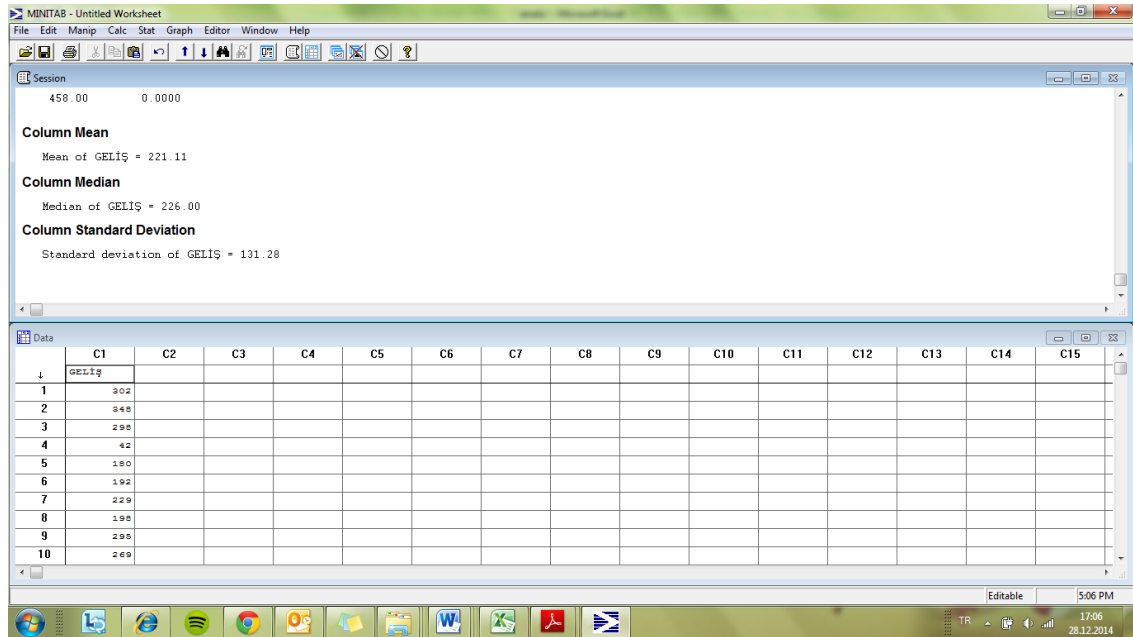 MINITAB - Untitled Worksheet
File Edit Manip Calc Stat Graph Editor Window Help
Session
458.00 0.0000
Column Mean
Mean of GELİŞ = 221.11
Column Median
Median of GELİŞ = 226.00
Column Standard Deviation
Standard deviation of GELİŞ = 131.28
Data
C1 C2 C3 C4 C5 C6 C7 C8 C9 C10 C11 C12 C13 C14 C15
↓ GELİŞ
1 302
2 348
3 298
4 42
5 180
6 192
7 229
8 198
9 298
10 269
Editable 5:06 PM
TR 17:06
28.12.2014